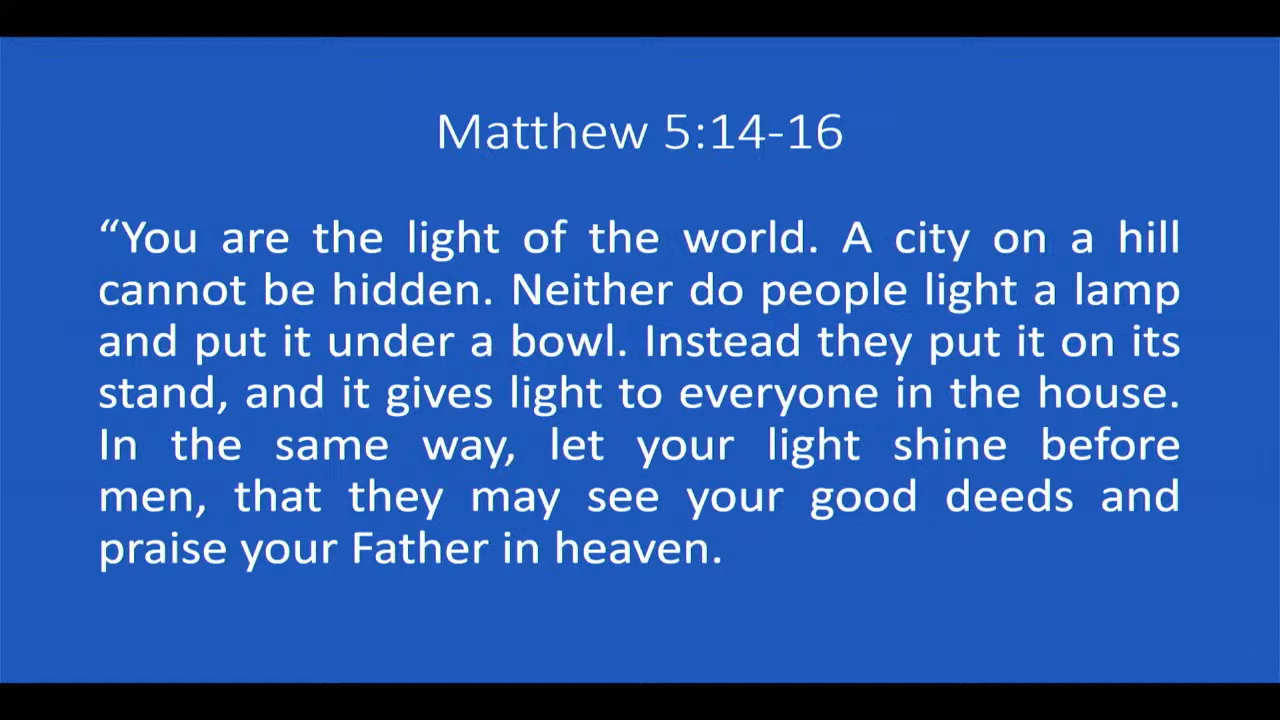 Matthew 5:14-16
“You are the light of the world. A city on a hill
cannot be hidden. Neither do people light a lamp
and put it under a bowl. Instead they put it on its
stand, and it gives light to everyone in the house.
In the same way, let your light shine before
men, that they may see your good deeds and
praise your Father in heaven.